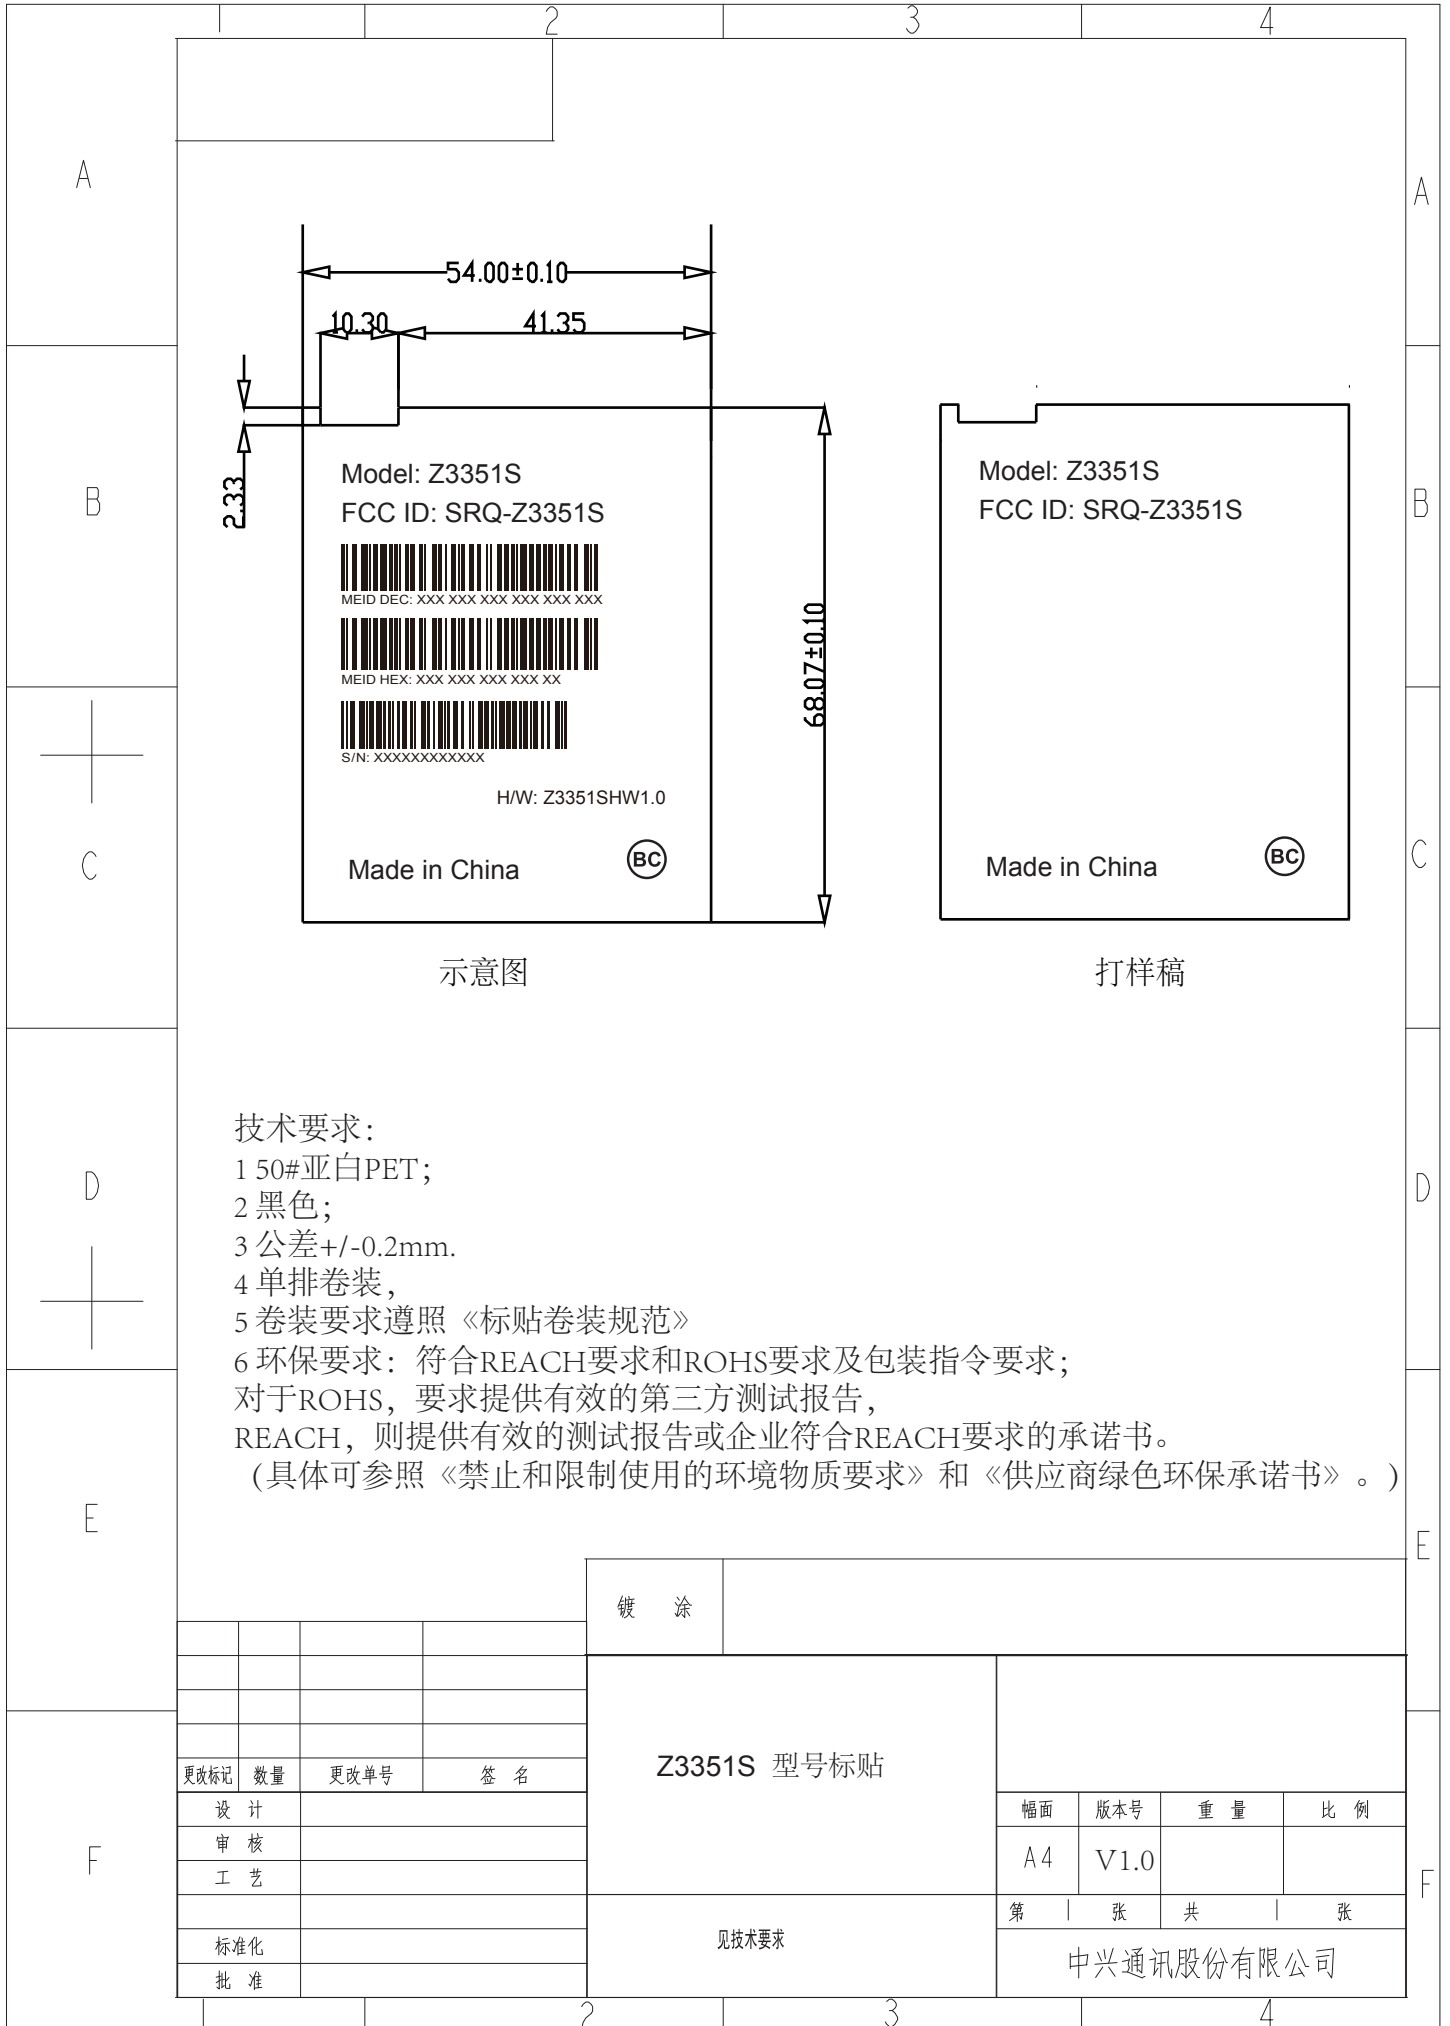 2 3 4
A A
54.00±0.10
10.30 41.35
2.33
68.07±0.10
B B
Model: Z3351S
FCC ID: SRQ-Z3351S
MEID DEC: XXX XXX XXX XXX XXX XXX
MEID HEX: XXX XXX XXX XXX XX
S/N: XXXXXXXXXXXX
H/W: Z3351SHW1.0
Made in China BC
示意图
Model: Z3351S
FCC ID: SRQ-Z3351S
Made in China BC
打样稿
C C
技术要求：
1 50#亚白PET；
2 黑色；
3 公差+/-0.2mm.
4 单排卷装，
5 卷装要求遵照《标贴卷装规范》
6 环保要求：符合REACH要求和ROHS要求及包装指令要求；
对于ROHS，要求提供有效的第三方测试报告，
REACH，则提供有效的测试报告或企业符合REACH要求的承诺书。
（具体可参照《禁止和限制使用的环境物质要求》和《供应商绿色环保承诺书》。）
D D
E E
镀 涂
更改标记 数量 更改单号 签 名
Z3351S 型号标贴
设 计
审 核
工 艺
标准化
批 准
幅面 版本号 重 量 比 例
A4 V1.0
第 张 共 张
见技术要求
中兴通讯股份有限公司
F F
2 3 4